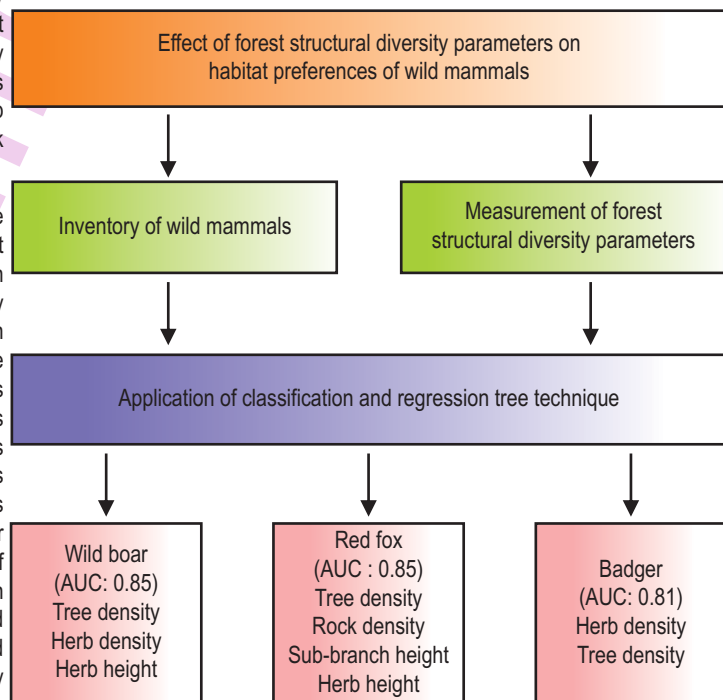 Effect of forest structural diversity parameters on
habitat preferences of wild mammals
Inventory of wild mammals
Measurement of forest
structural diversity parameters
Application of classification and regression tree technique
Wild boar
(AUC: 0.85)
Tree density
Herb density
Herb height
Red fox
(AUC : 0.85)
Tree density
Rock density
Sub-branch height
Herb height
Badger
(AUC: 0.81)
Herb density
Tree density